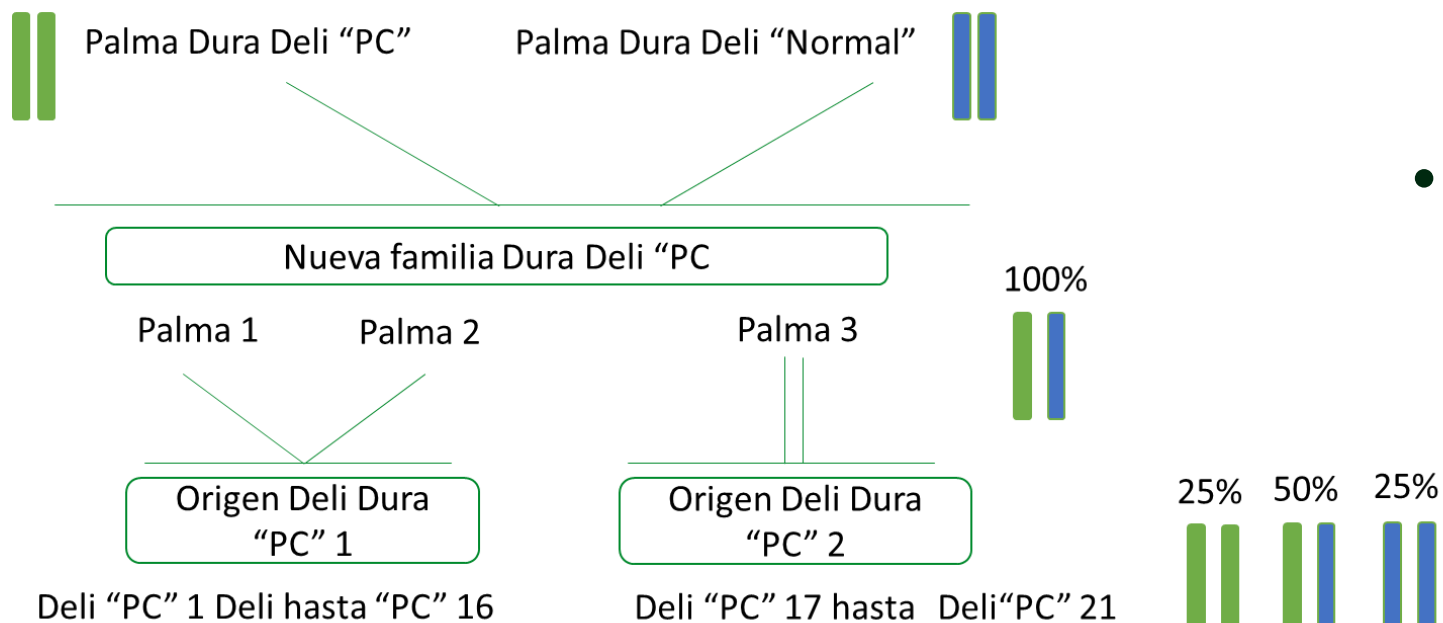 Palma Dura Deli “PC”
Palma Dura Deli “Normal”
Nueva familia Dura Deli “PC
100%
Palma 1
Palma 2
Palma 3
Origen Deli Dura
“PC” 1
Origen Deli Dura
“PC” 2
25%
50%
25%
Deli “PC” 1 Deli hasta “PC” 16
Deli “PC” 17 hasta Deli“PC” 21